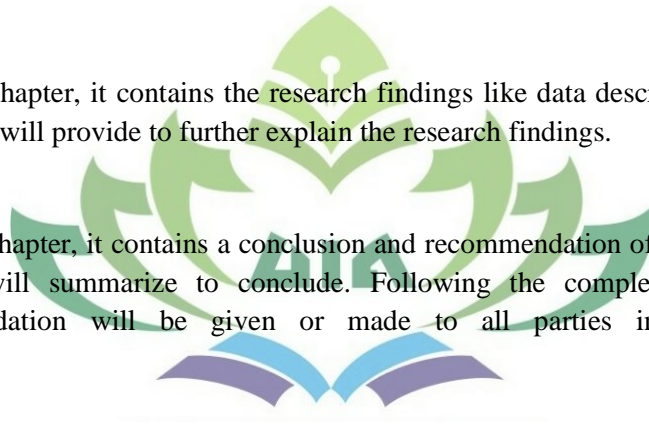 hapter, it contains the research findings like data descr
will provide to further explain the research findings.
hapter, it contains a conclusion and recommendation of
will summarize to conclude. Following the comple
dation will be given or made to all parties in